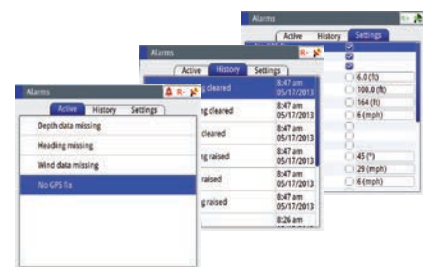 Alarms
Active History Settings
6.0 (ft)
100.0 (ft)
164 (ft)
6 (mph)
45 (°)
29 (mph)
6 (mph)
Alarms
Active History Settings
cleared
8:47 am
05/17/2013
cleared
8:47 am
05/17/2013
cleared
8:47 am
05/17/2013
raised
8:47 am
05/17/2013
raised
8:47 am
05/17/2013
raised
8:47 am
05/17/2013
8:26 am
Alarms
Active History Settings
Depth data missing
Heading missing
Wind data missing
No GPS fix